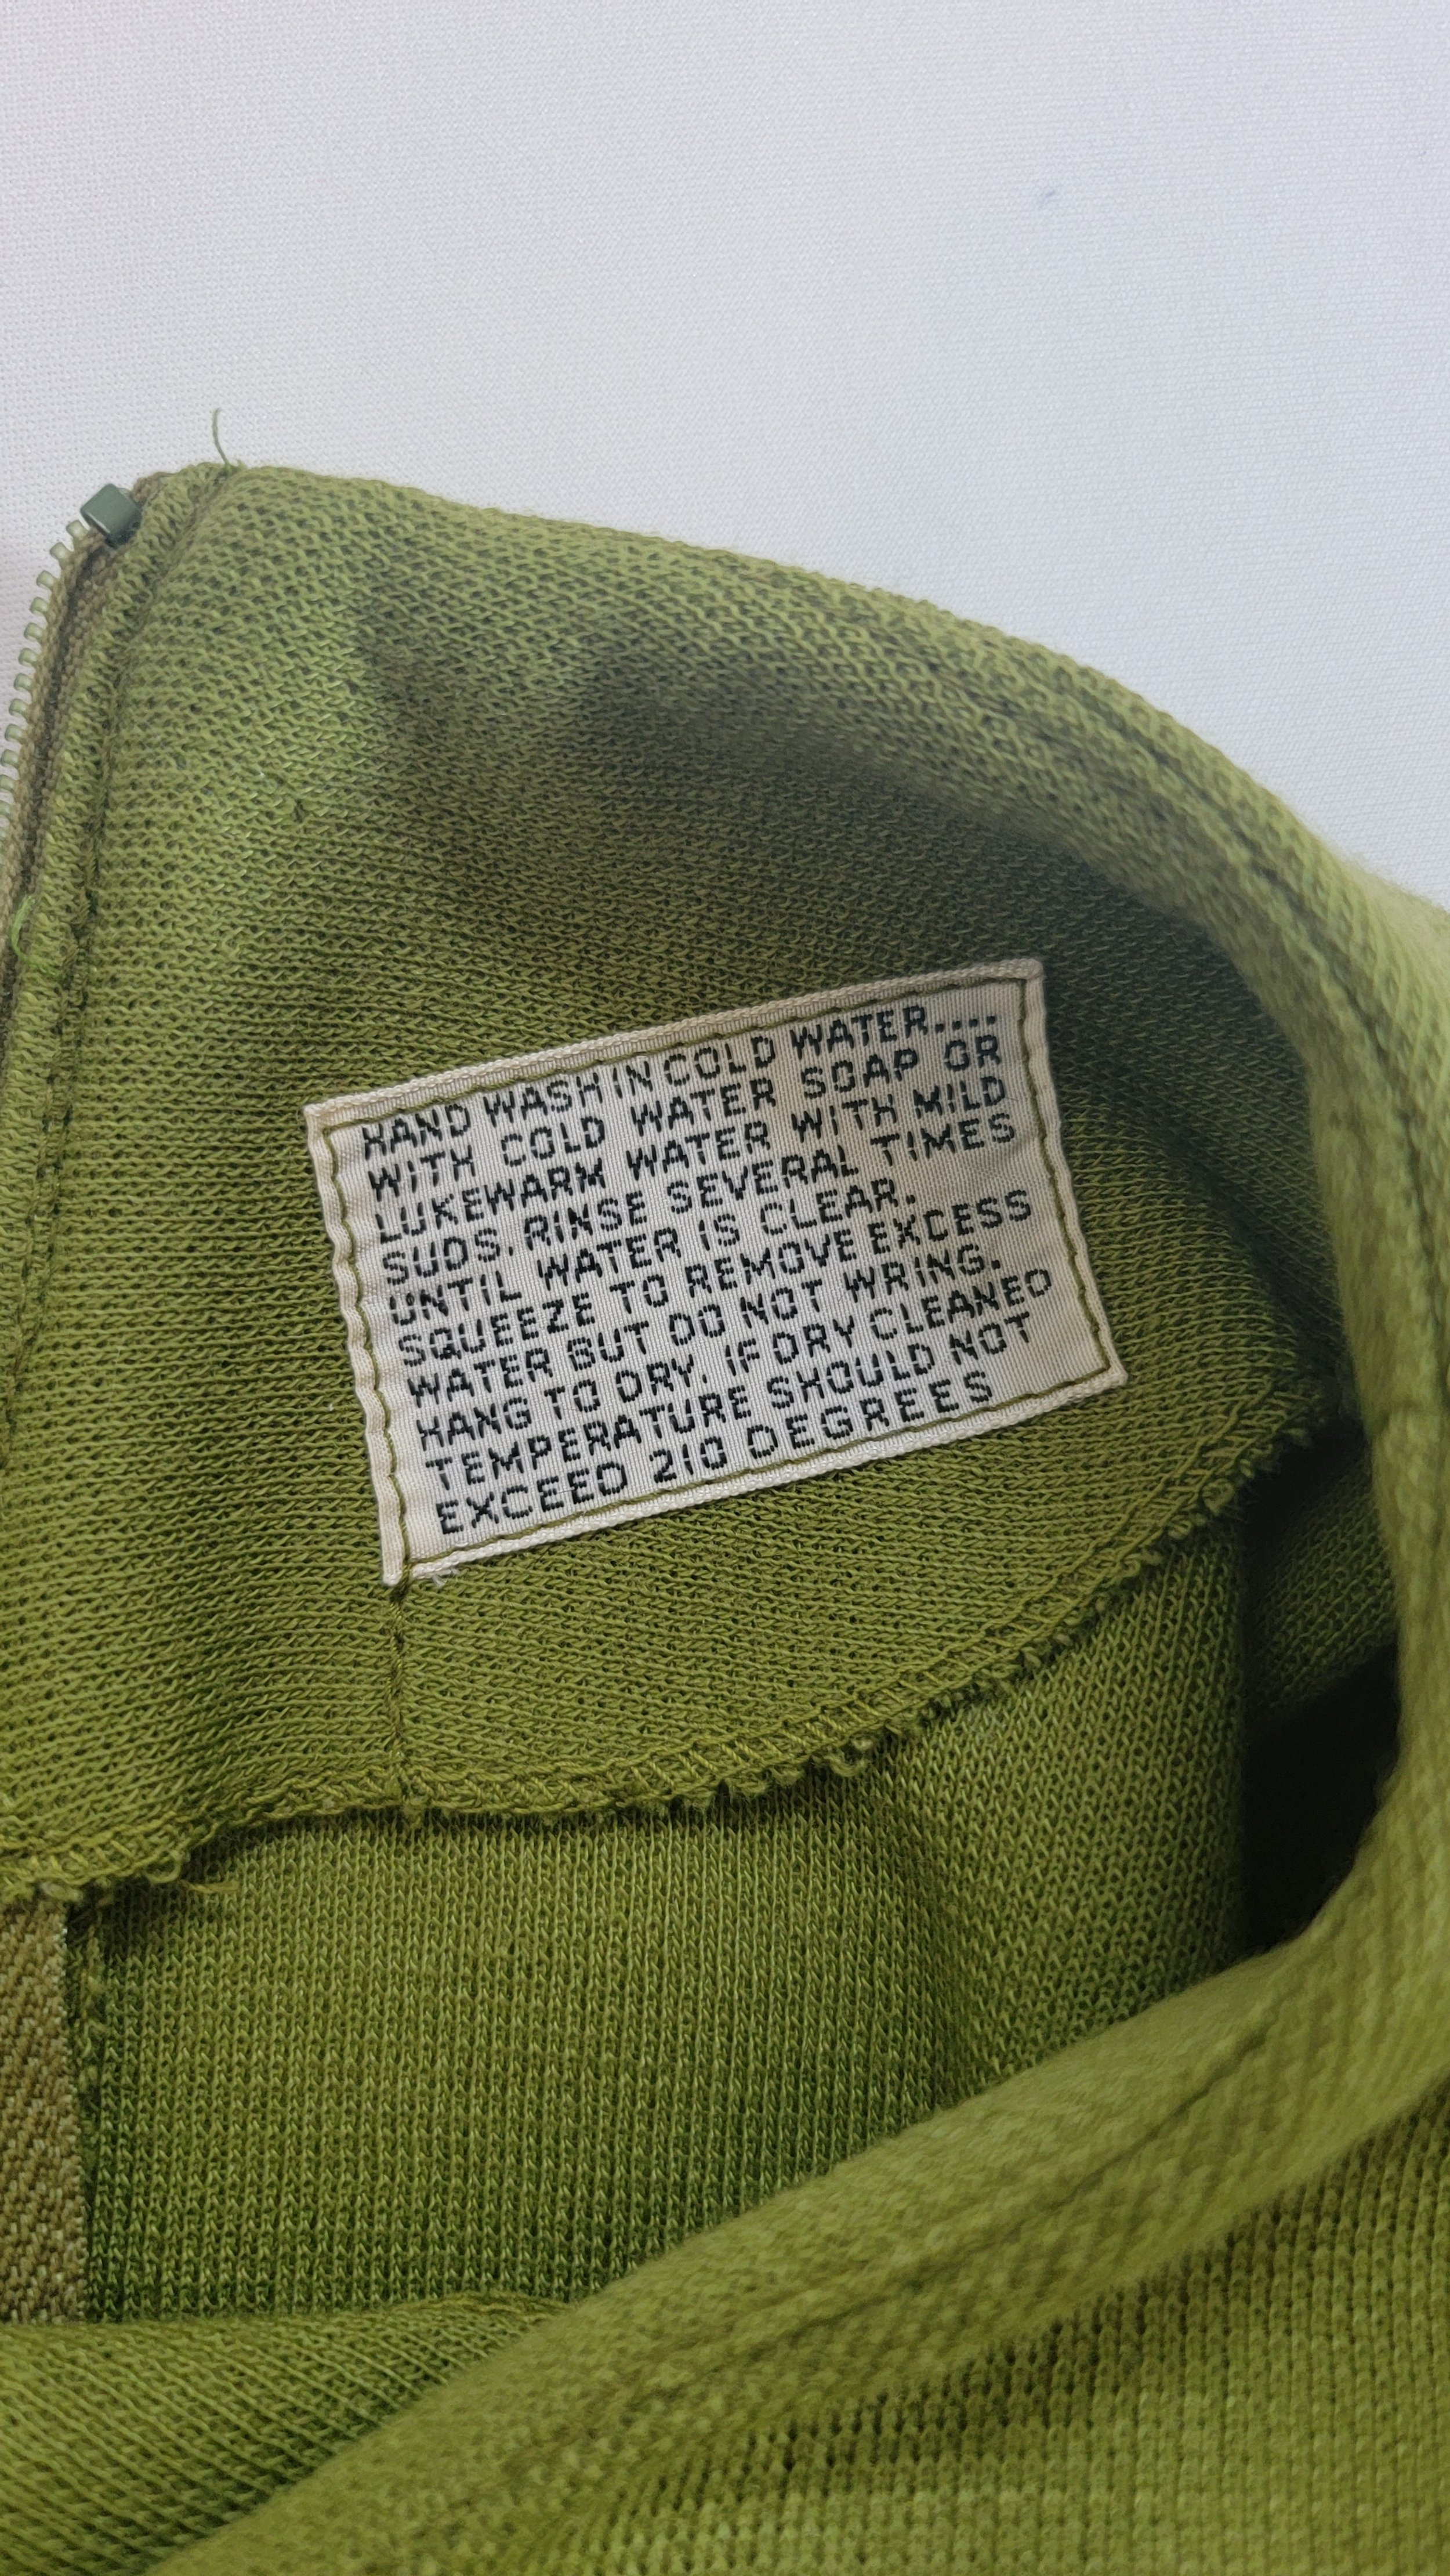 HAND WASH IN COLD WATER....
WITH COLD WATER SOAP OR
LUKEWARM WATER WITH MILD
SUDS. RINSE SEVERAL TIMES
UNTIL WATER IS CLEAR.
SQUEEZE TO REMOVE EXCESS
WATER BUT DO NOT WRING.
HANG TO DRY. IF DRY CLEANED
TEMPERATURE SHOULD NOT
EXCEED 210 DEGREES